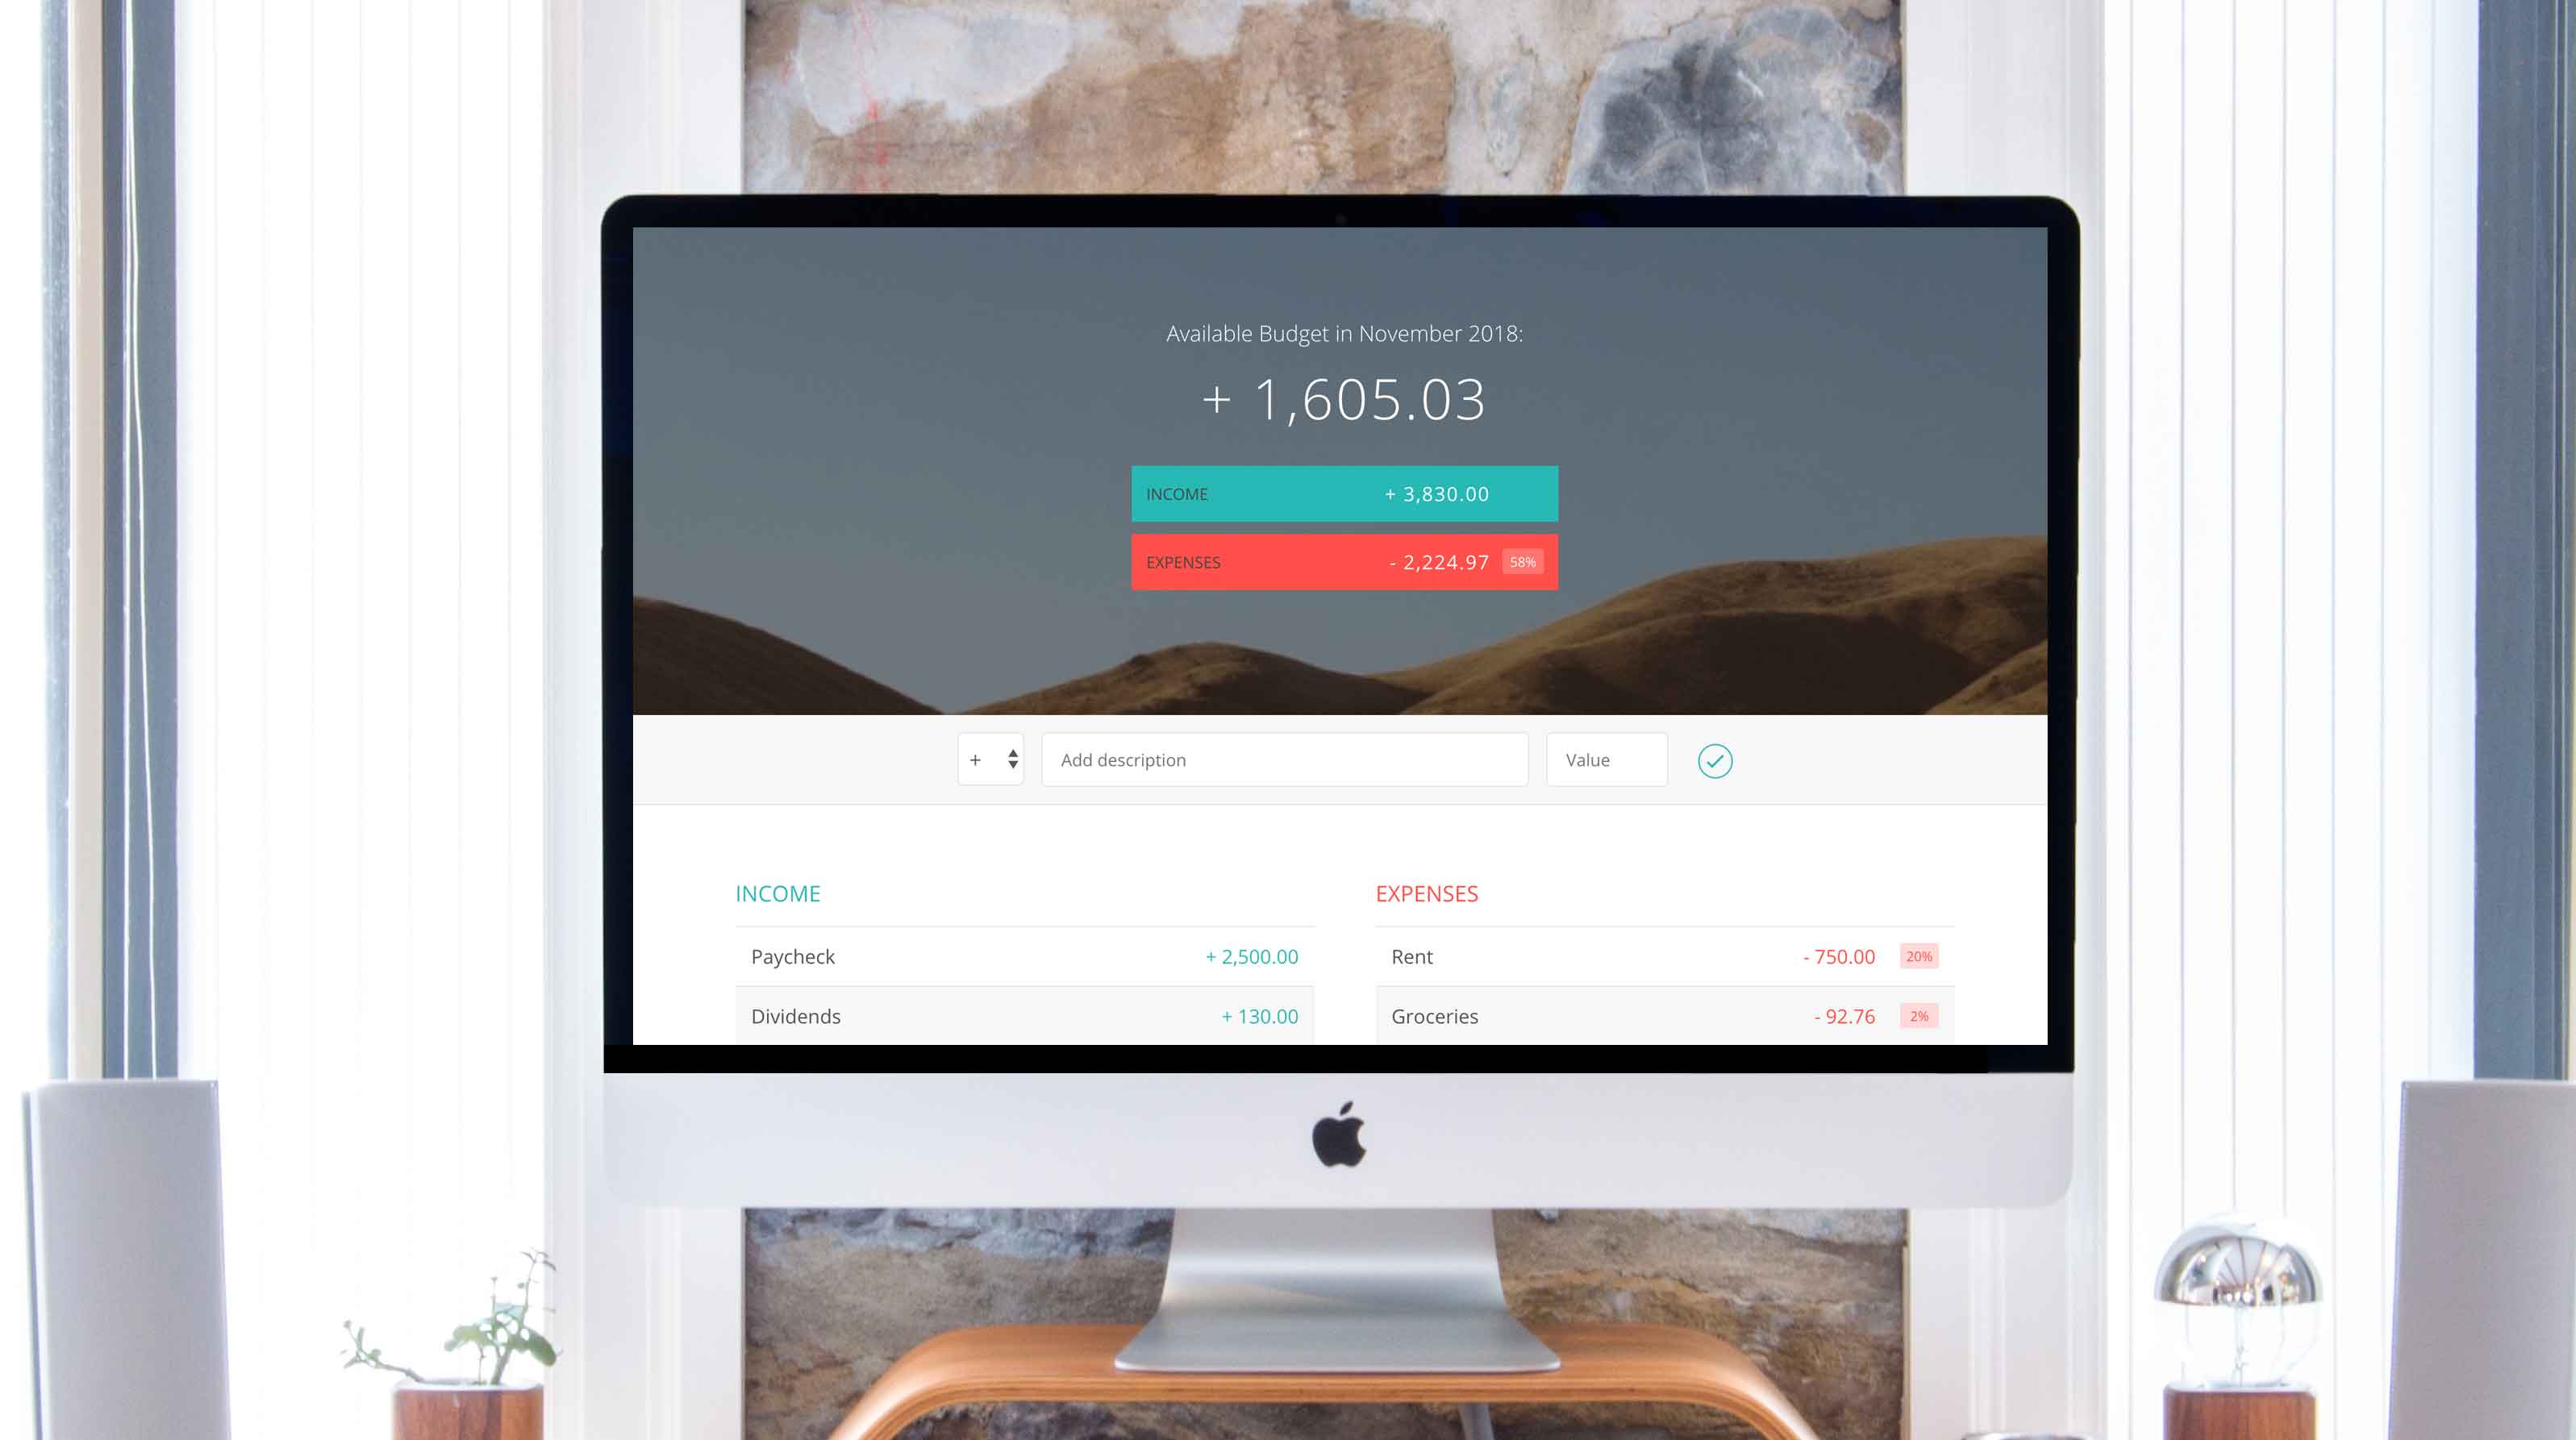 Available Budget in November 2018:
+ 1,605.03
INCOME + 3,830.00
EXPENSES - 2,224.97 58%
+ Add description Value
INCOME
Paycheck + 2,500.00
Dividends + 130.00
EXPENSES
Rent - 750.00 20%
Groceries - 92.76 2%